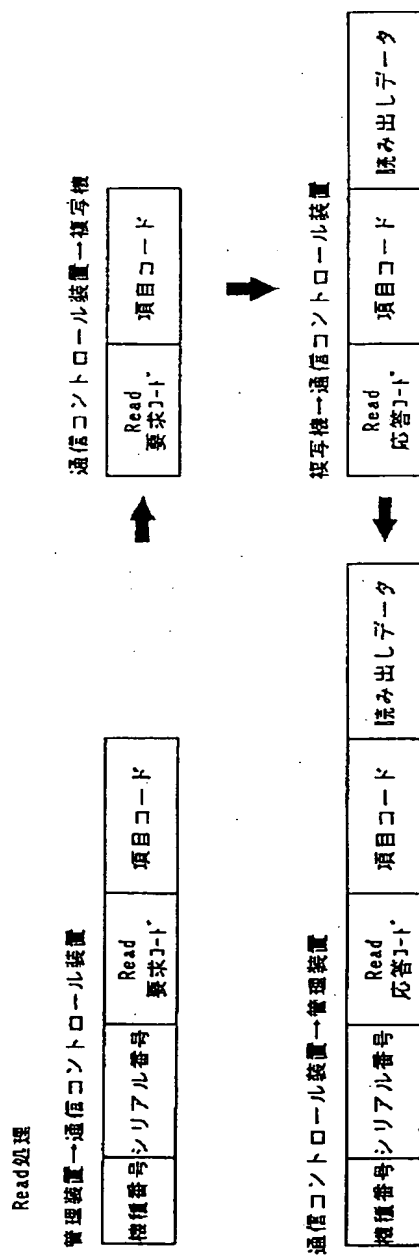 Read処理
管理装置→通信コントロール装置
機種番号
シリアル番号
Read
要求コード
項目コード
通信コントロール装置→複写機
Read
要求コード
項目コード
複写機→通信コントロール装置
Read
応答コード
項目コード
読み出しデータ
通信コントロール装置→管理装置
機種番号
シリアル番号
Read
応答コード
項目コード
読み出しデータ